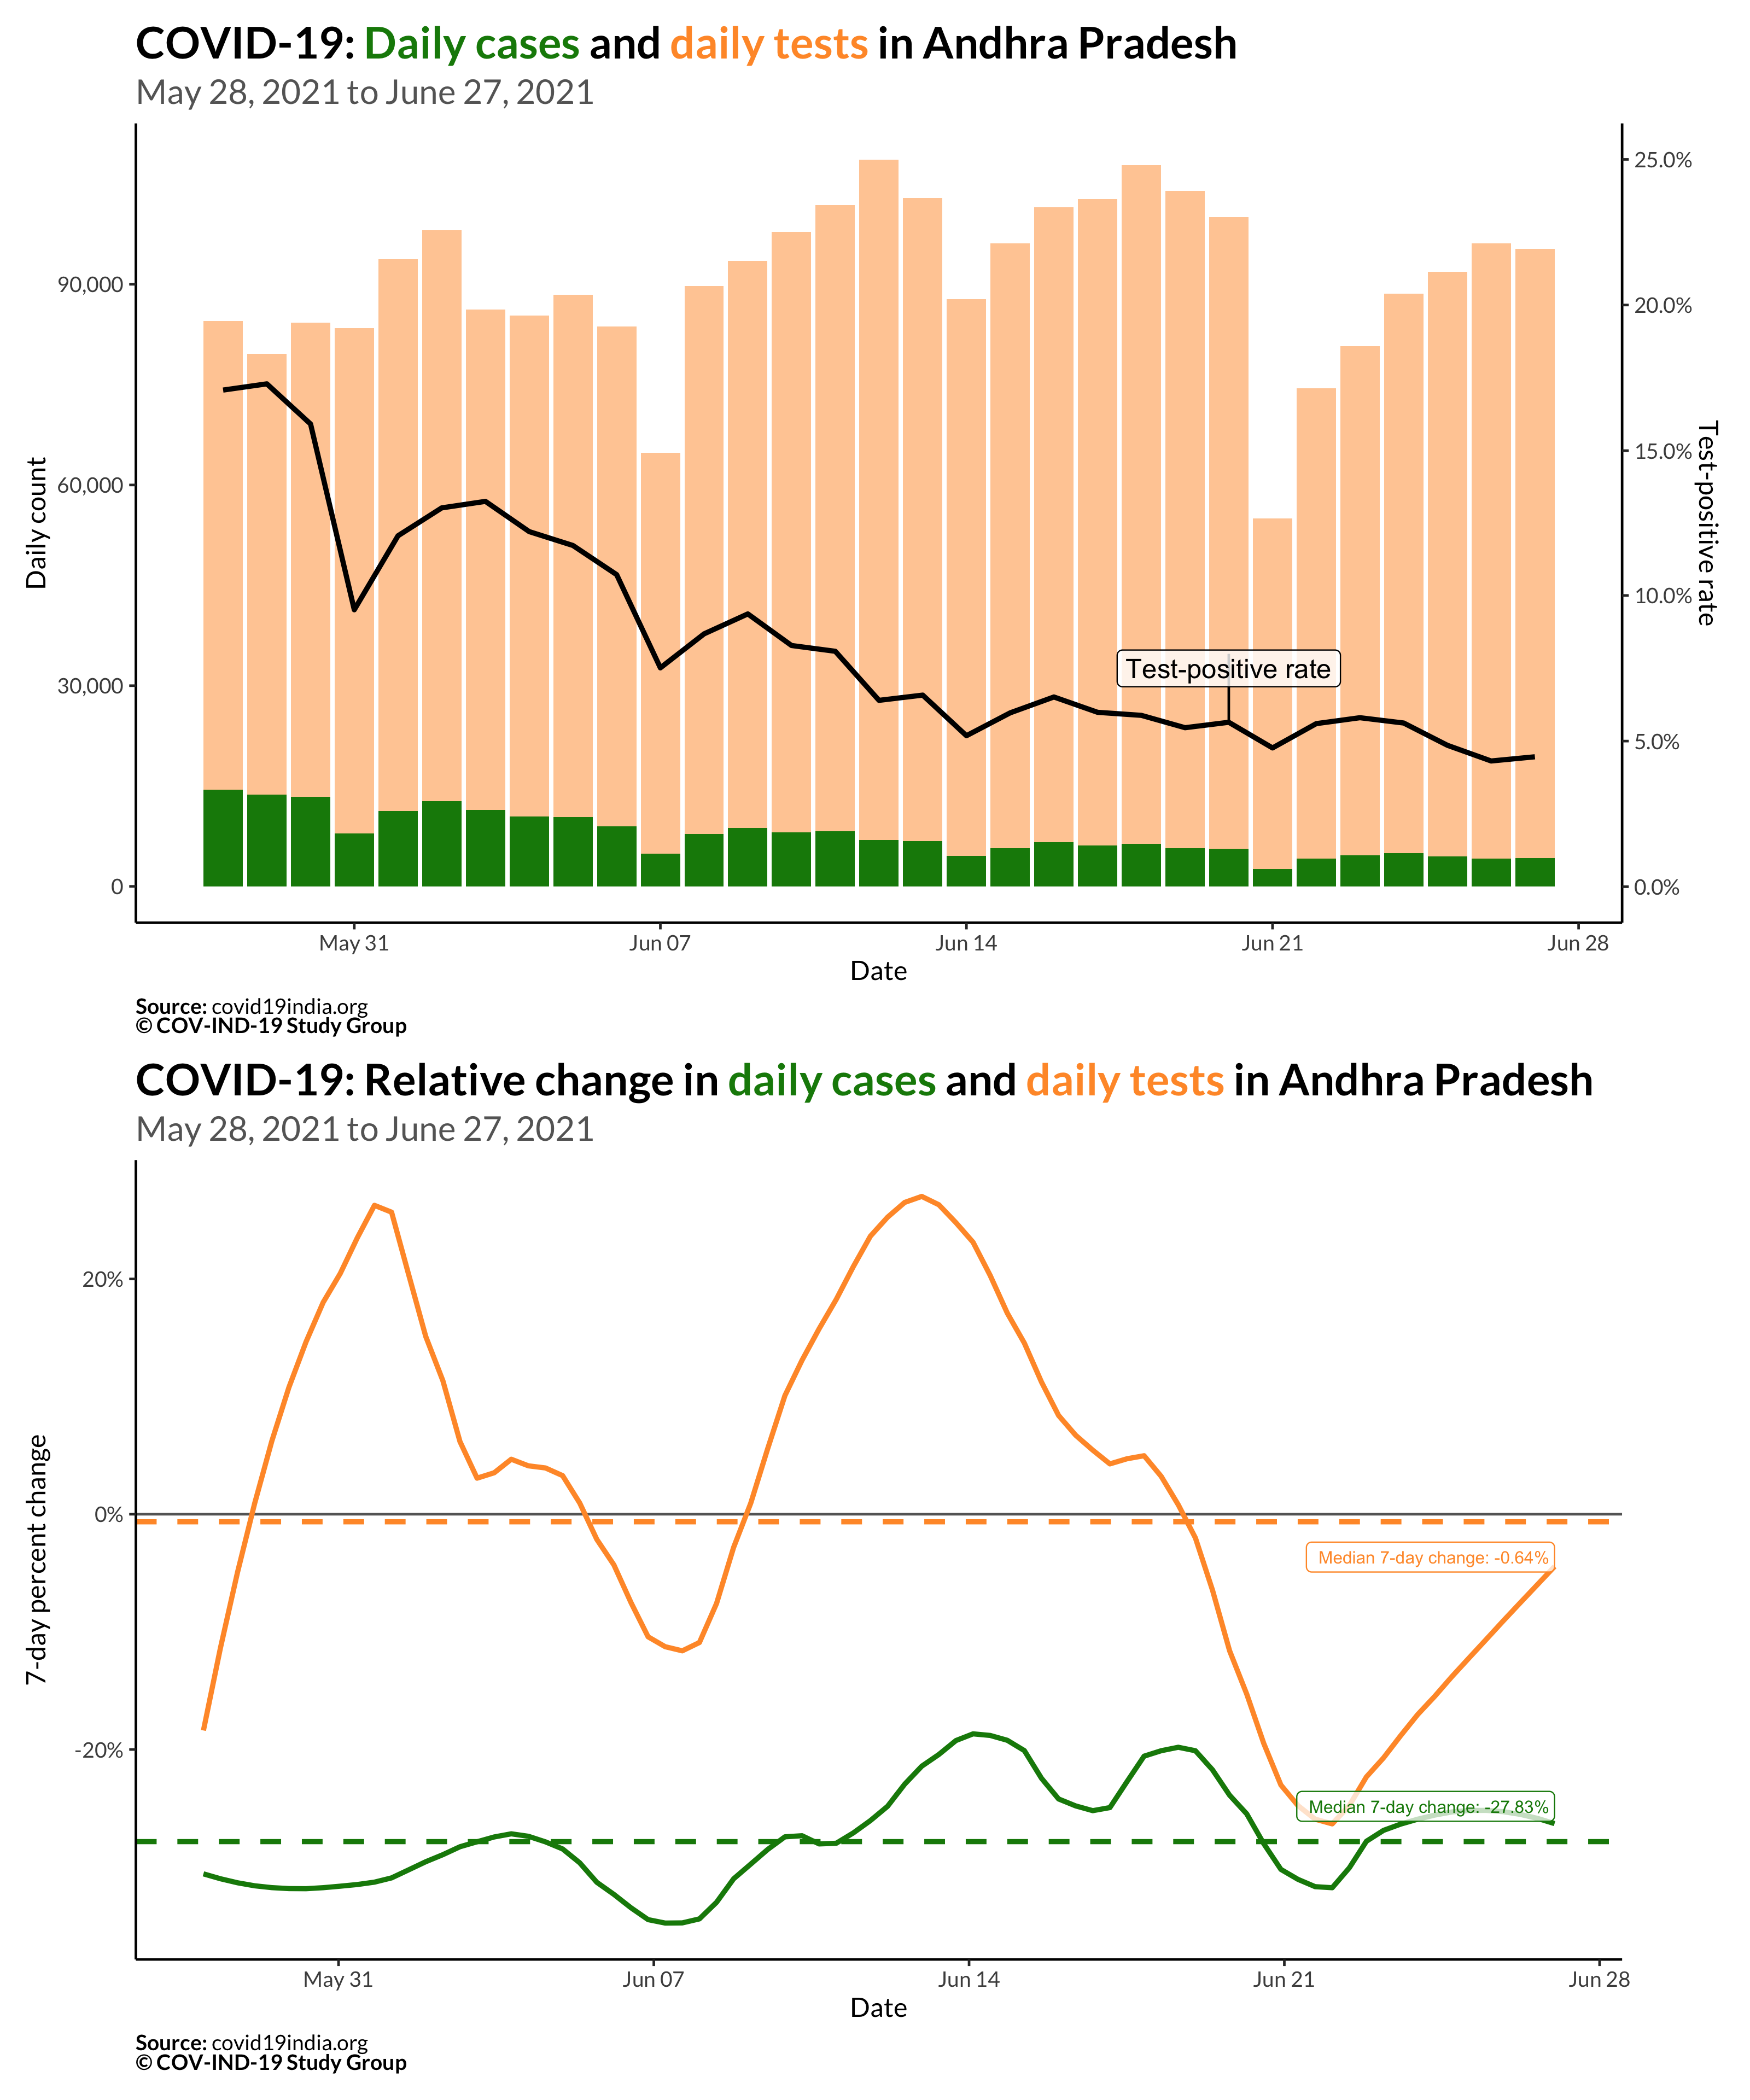 COVID-19: Daily cases and daily tests in Andhra Pradesh
May 28, 2021 to June 27, 2021
25.0%
20.0%
15.0%
10.0%
5.0%
0.0%
90,000
60,000
30,000
0
Daily count
Test-positive rate
Test-positive rate
May 31
Jun 07
Jun 14
Jun 21
Jun 28
Date
Source: covid19india.org
© COV-IND-19 Study Group
COVID-19: Relative change in daily cases and daily tests in Andhra Pradesh
May 28, 2021 to June 27, 2021
20%
0%
-20%
7-day percent change
Median 7-day change: -0.64%
Median 7-day change: -27.83%
May 31
Jun 07
Jun 14
Jun 21
Jun 28
Date
Source: covid19india.org
© COV-IND-19 Study Group